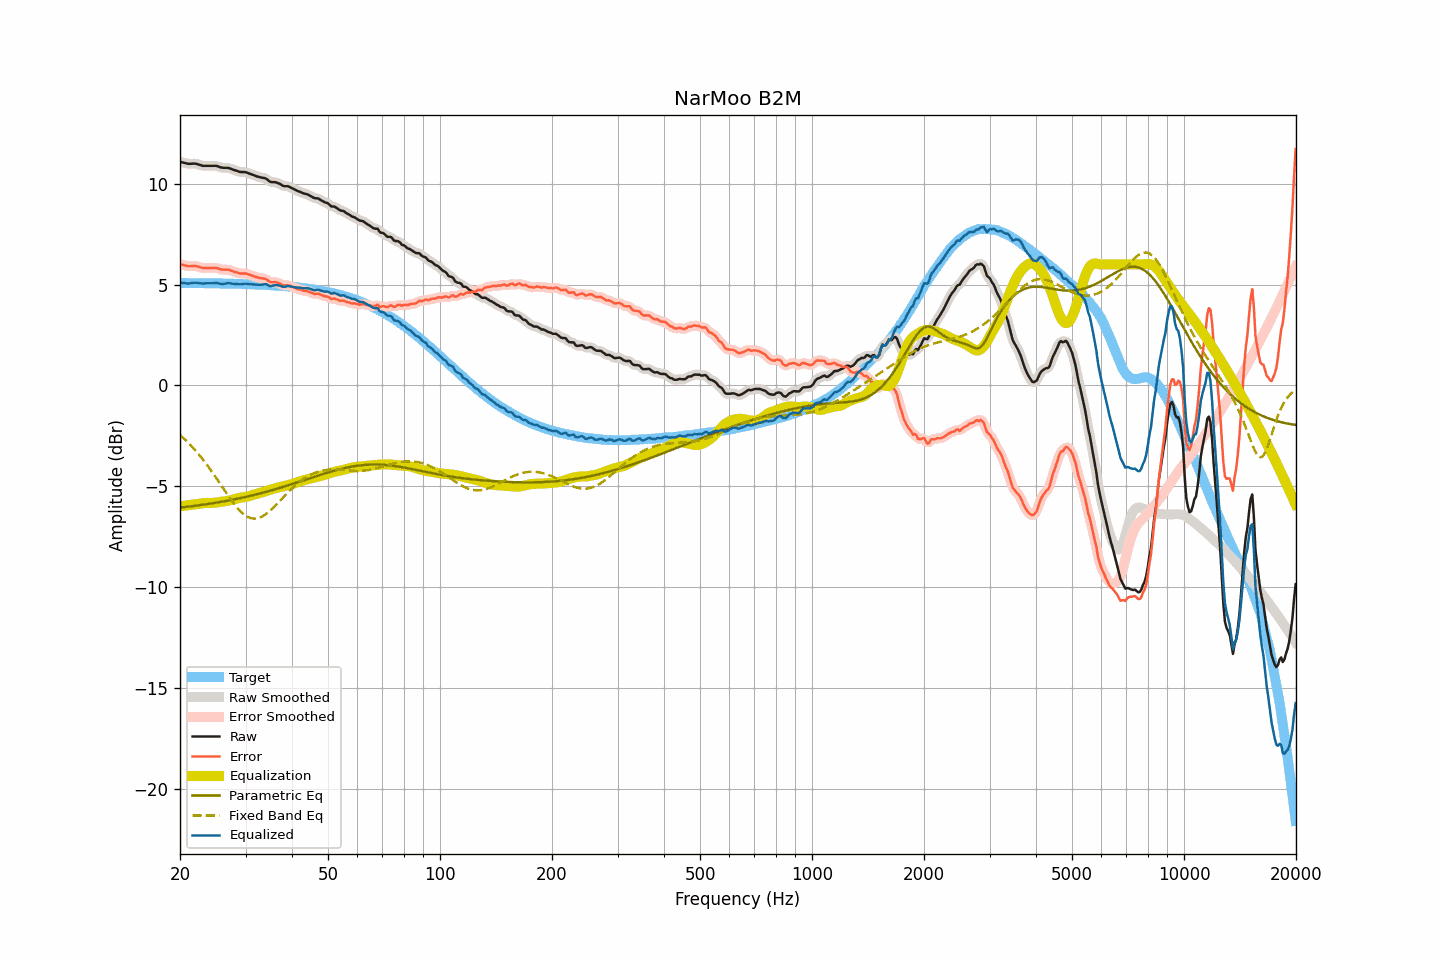 NarMoo B2M
Amplitude (dBr)
10
5
0
−5
−10
−15
−20
Target
Raw Smoothed
Error Smoothed
Raw
Error
Equalization
Parametric Eq
Fixed Band Eq
Equalized
20 50 100 200 500 1000 2000 5000 10000 20000
Frequency (Hz)